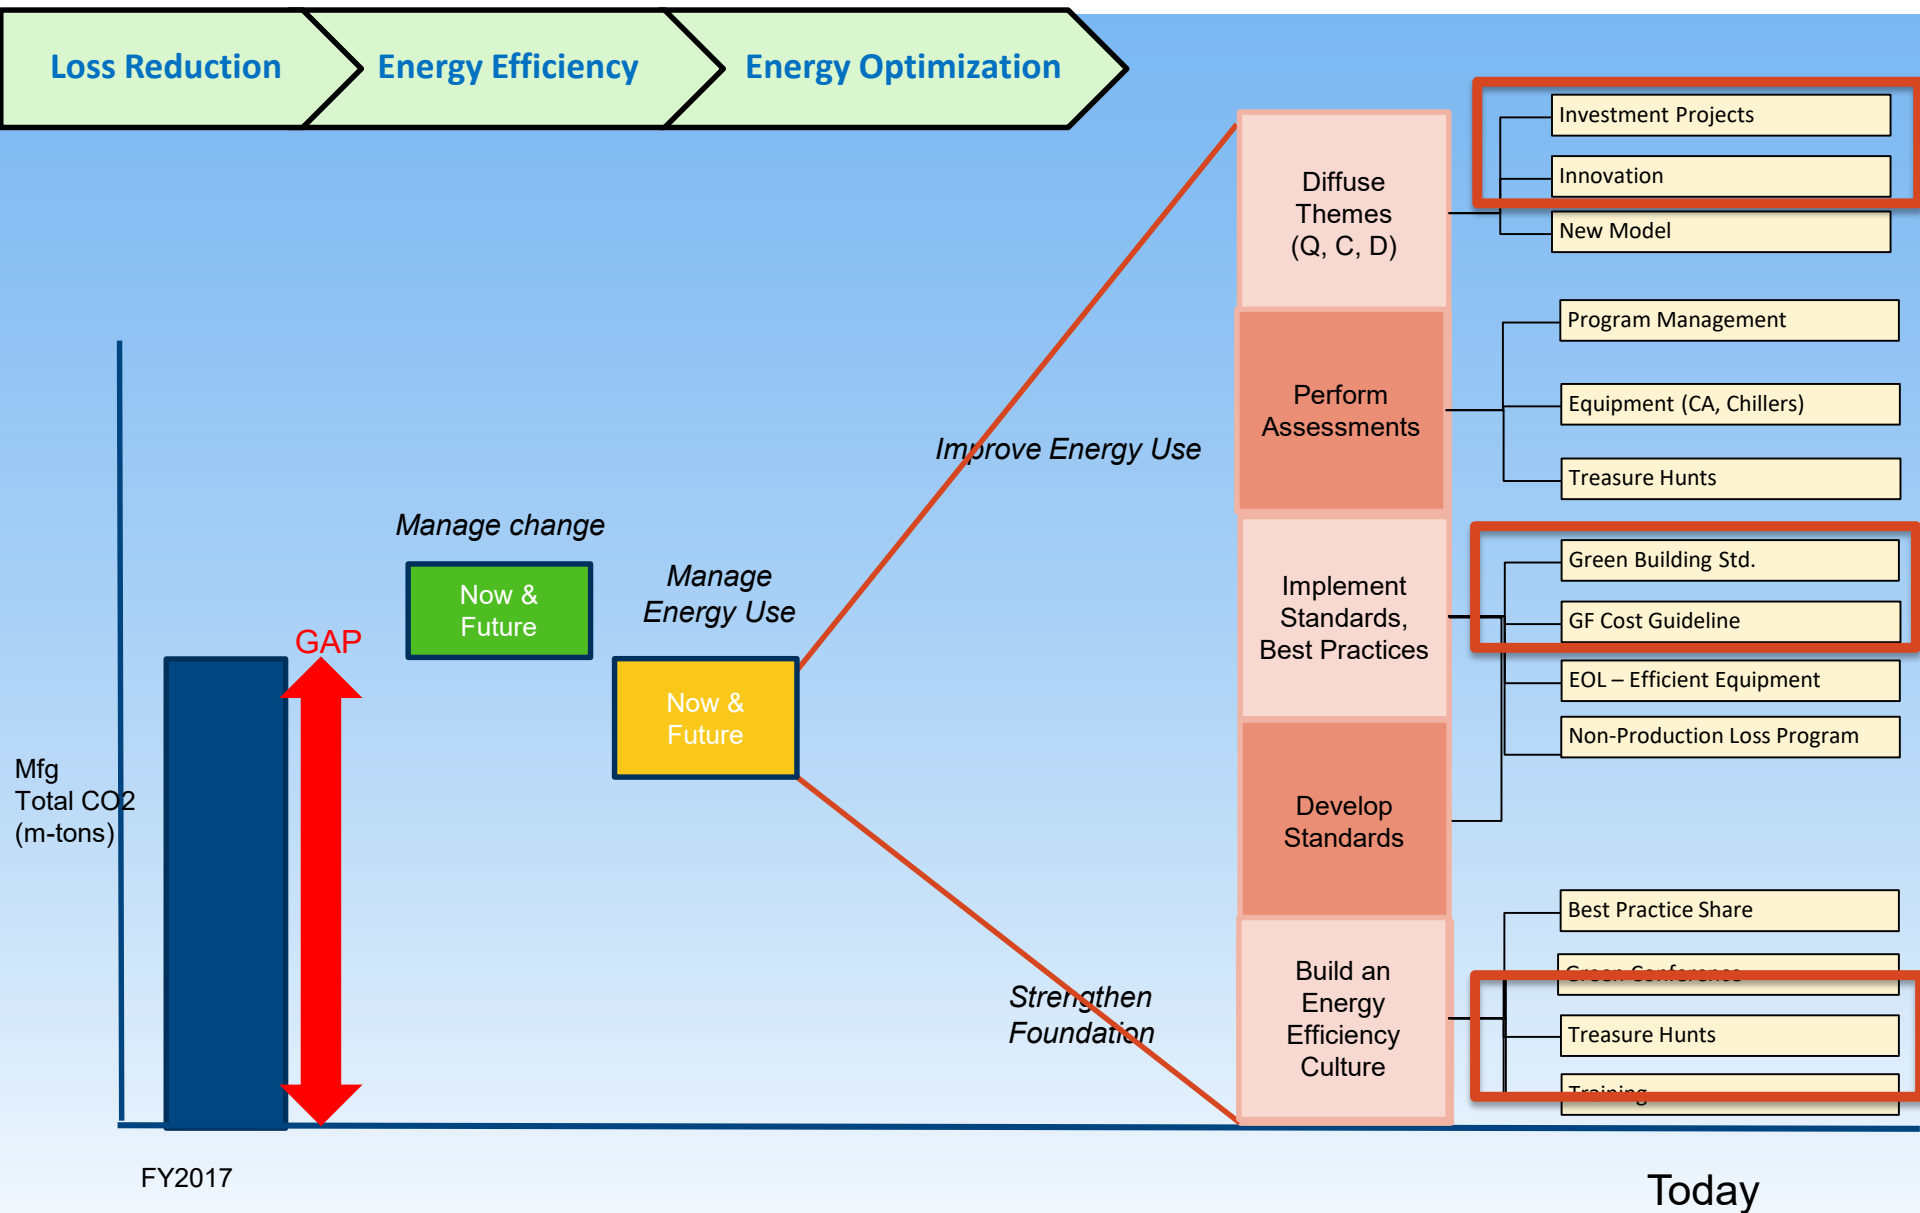 Loss Reduction
Energy Efficiency
Energy Optimization
Investment Projects
Innovation
New Model
Diffuse
Themes
(Q, C, D)
Program Management
Equipment (CA, Chillers)
Treasure Hunts
Perform
Assessments
Improve Energy Use
Manage change
Now &
Future
Manage
Energy Use
Now &
Future
GAP
Implement
Standards,
Best Practices
Green Building Std.
GF Cost Guideline
EOL – Efficient Equipment
Non-Production Loss Program
Mfg
Total CO2
(m-tons)
Develop
Standards
Best Practice Share
Green Conference
Treasure Hunts
Training
Build an
Energy
Efficiency
Culture
Strengthen
Foundation
FY2017
Today